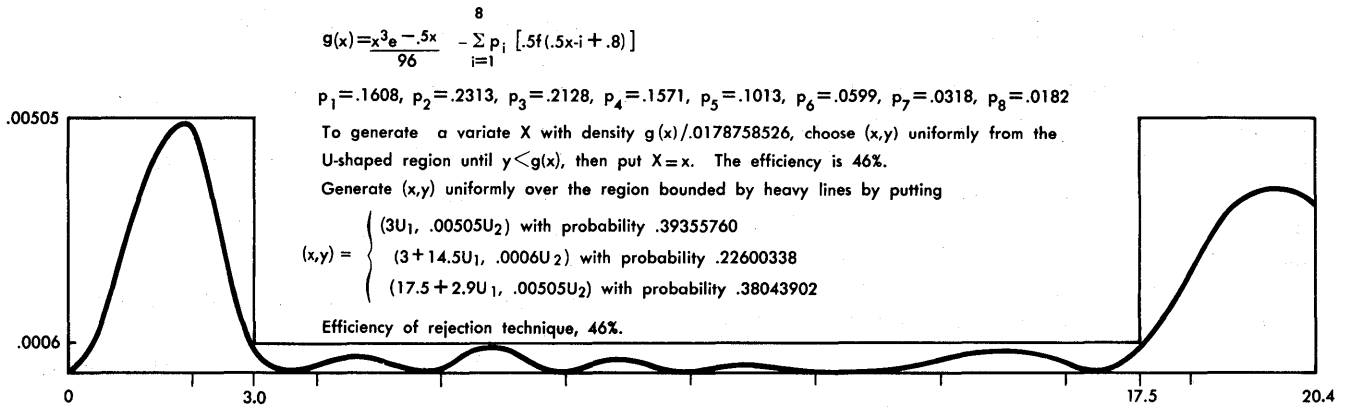 8
g(x)=x³e−.5x/96 −Σ pᵢ [.5f(.5x-i+.8)]
i=1
p₁=.1608, p₂=.2313, p₃=.2128, p₄=.1571, p₅=.1013, p₆=.0599, p₇=.0318, p₈=.0182
.00505
To generate a variate X with density g(x)/.0178758526, choose (x,y) uniformly from the
U-shaped region until y<g(x), then put X=x. The efficiency is 46%.
Generate (x,y) uniformly over the region bounded by heavy lines by putting
(3U₁, .00505U₂) with probability .39355760
(x,y) = { (3+14.5U₁, .0006U₂) with probability .22600338
(17.5+2.9U₁, .00505U₂) with probability .38043902
Efficiency of rejection technique, 46%.
.0006
0 3.0 17.5 20.4